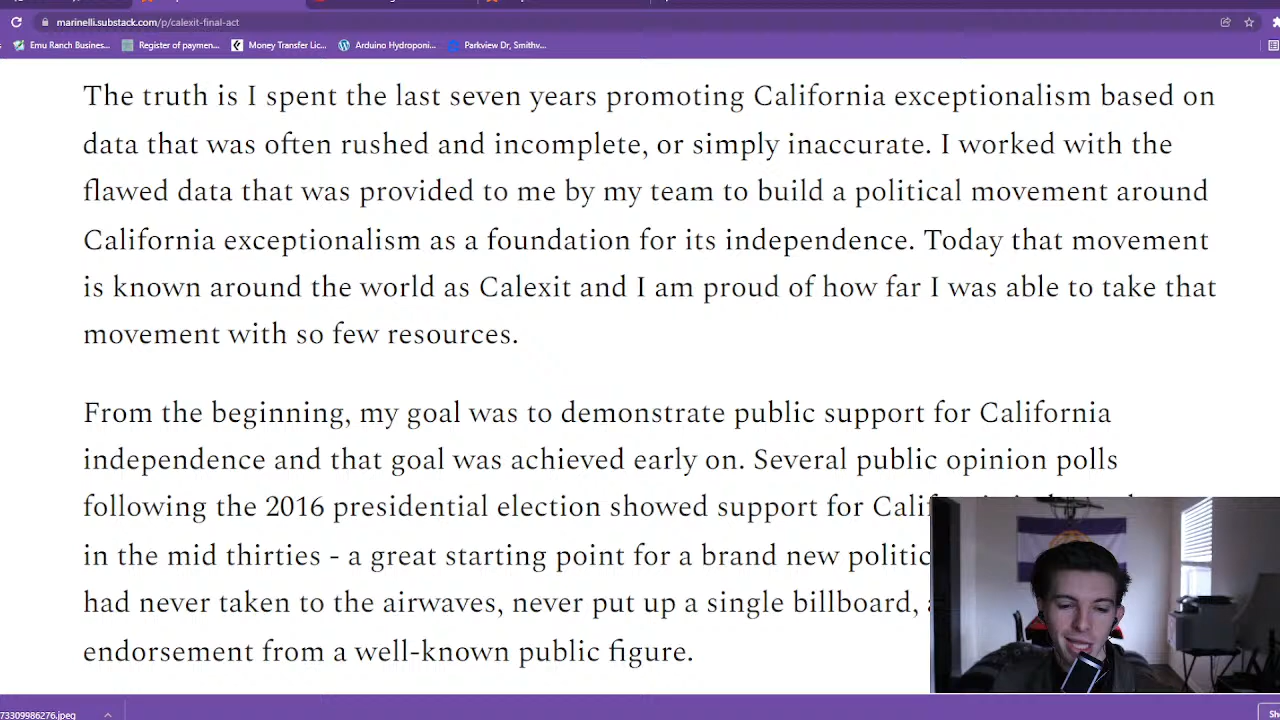 marinelli.substack.com/p/calexit-final-act
Emu Ranch Busines... Register of paymen... Money Transfer Lic... Arduino Hydroponi... Parkview Dr, Smithv...
The truth is I spent the last seven years promoting California exceptionalism based on
data that was often rushed and incomplete, or simply inaccurate. I worked with the
flawed data that was provided to me by my team to build a political movement around
California exceptionalism as a foundation for its independence. Today that movement
is known around the world as Calexit and I am proud of how far I was able to take that
movement with so few resources.
From the beginning, my goal was to demonstrate public support for California
independence and that goal was achieved early on. Several public opinion polls
following the 2016 presidential election showed support for Calif
in the mid thirties - a great starting point for a brand new politic
had never taken to the airwaves, never put up a single billboard,
endorsement from a well-known public figure.
73309986276.jpeg